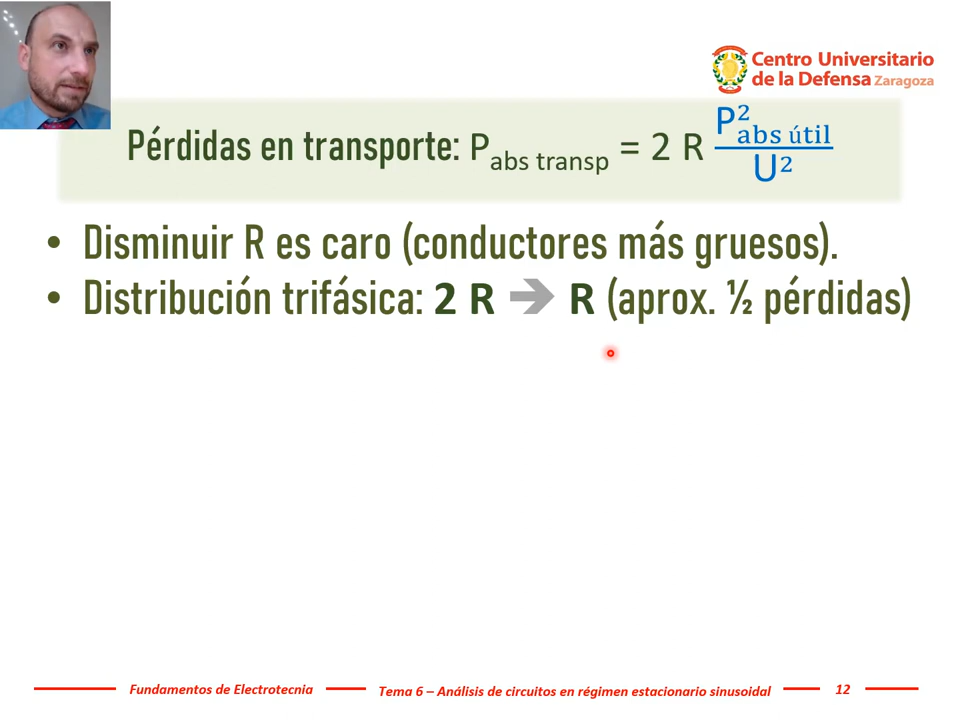 Centro Universitario
de la Defensa Zaragoza
Pérdidas en transporte: P_abs transp = 2 R P²_abs útil / U²
• Disminuir R es caro (conductores más gruesos).
• Distribución trifásica: 2 R ➔ R (aprox. ½ pérdidas)
Fundamentos de Electrotecnia Tema 6 – Análisis de circuitos en régimen estacionario sinusoidal 12